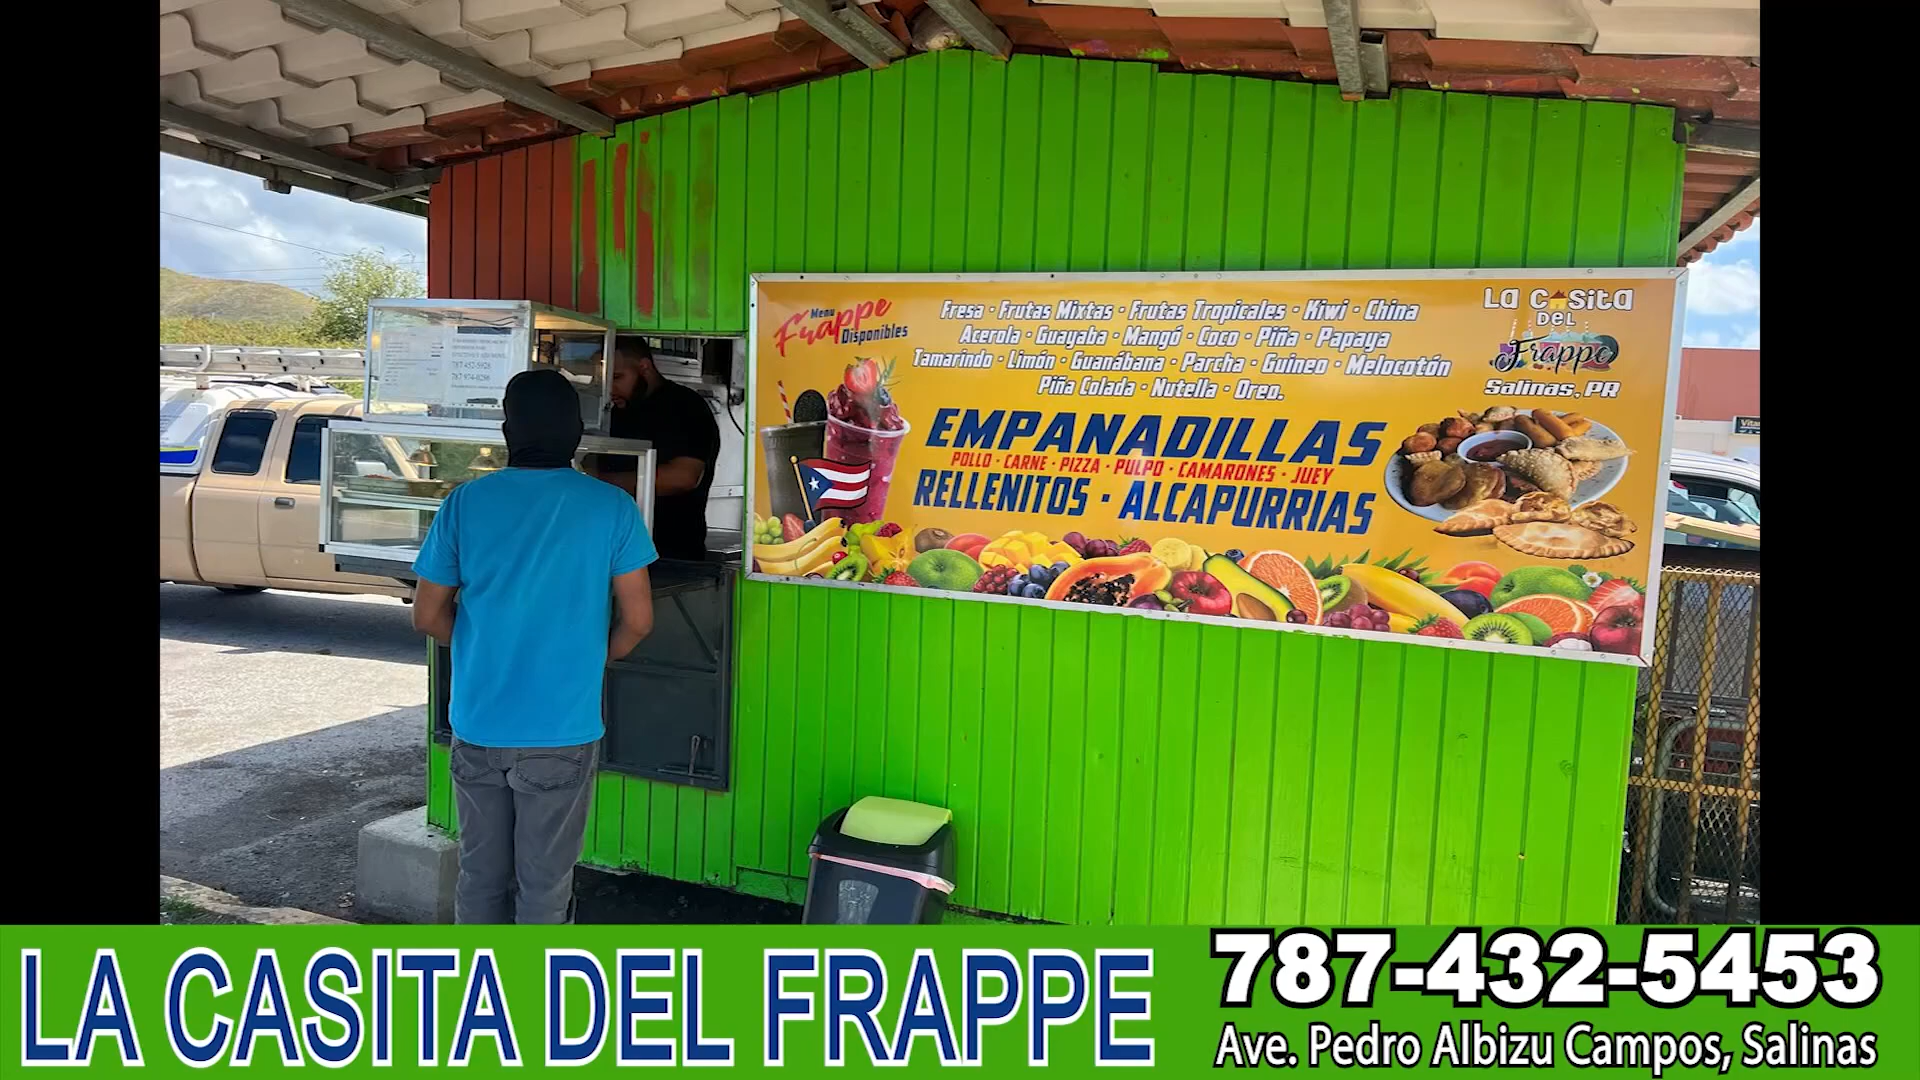 Menu
Frappe
Disponibles
Fresa · Frutas Mixtas · Frutas Tropicales · Kiwi · China
Acerola · Guayaba · Mangó · Coco · Piña · Papaya
Tamarindo · Limón · Guanábana · Parcha · Guineo · Melocotón
Piña Colada · Nutella · Oreo.
EMPANADILLAS
POLLO · CARNE · PIZZA · PULPO · CAMARONES · JUEY
RELLENITOS · ALCAPURRIAS
La Casita
Del
Frappe
Salinas, PR
LA CASITA DEL FRAPPE
787-432-5453
Ave. Pedro Albizu Campos, Salinas